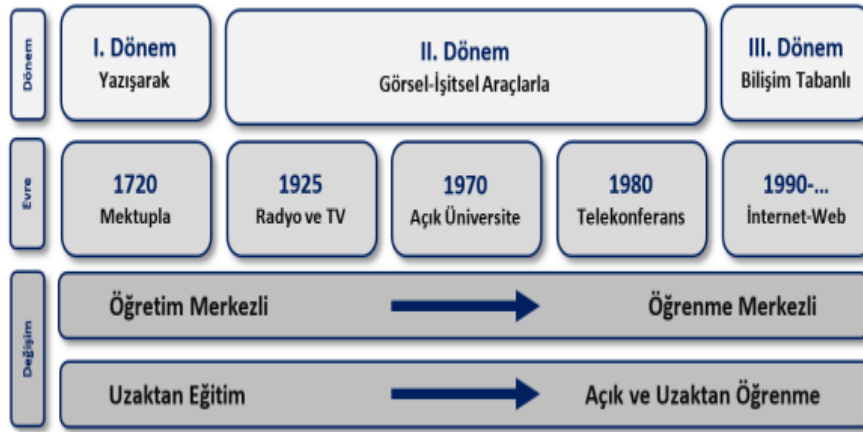 Dönem
I. Dönem
Yazışarak
II. Dönem
Görsel-İşitsel Araçlarla
III. Dönem
Bilişim Tabanlı
Evre
1720
Mektupla
1925
Radyo ve TV
1970
Açık Üniversite
1980
Telekonferans
1990-...
İnternet-Web
Değişim
Öğretim Merkezli
Öğrenme Merkezli
Uzaktan Eğitim
Açık ve Uzaktan Öğrenme